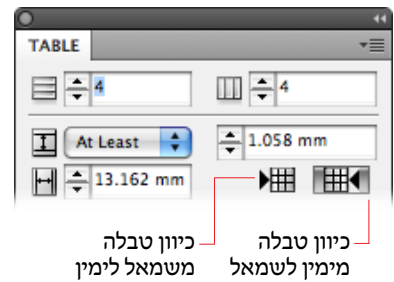 TABLE
4 4
At Least 1.058 mm
13.162 mm
כיוון טבלה
מימין לשמאל
כיוון טבלה
משמאל לימין